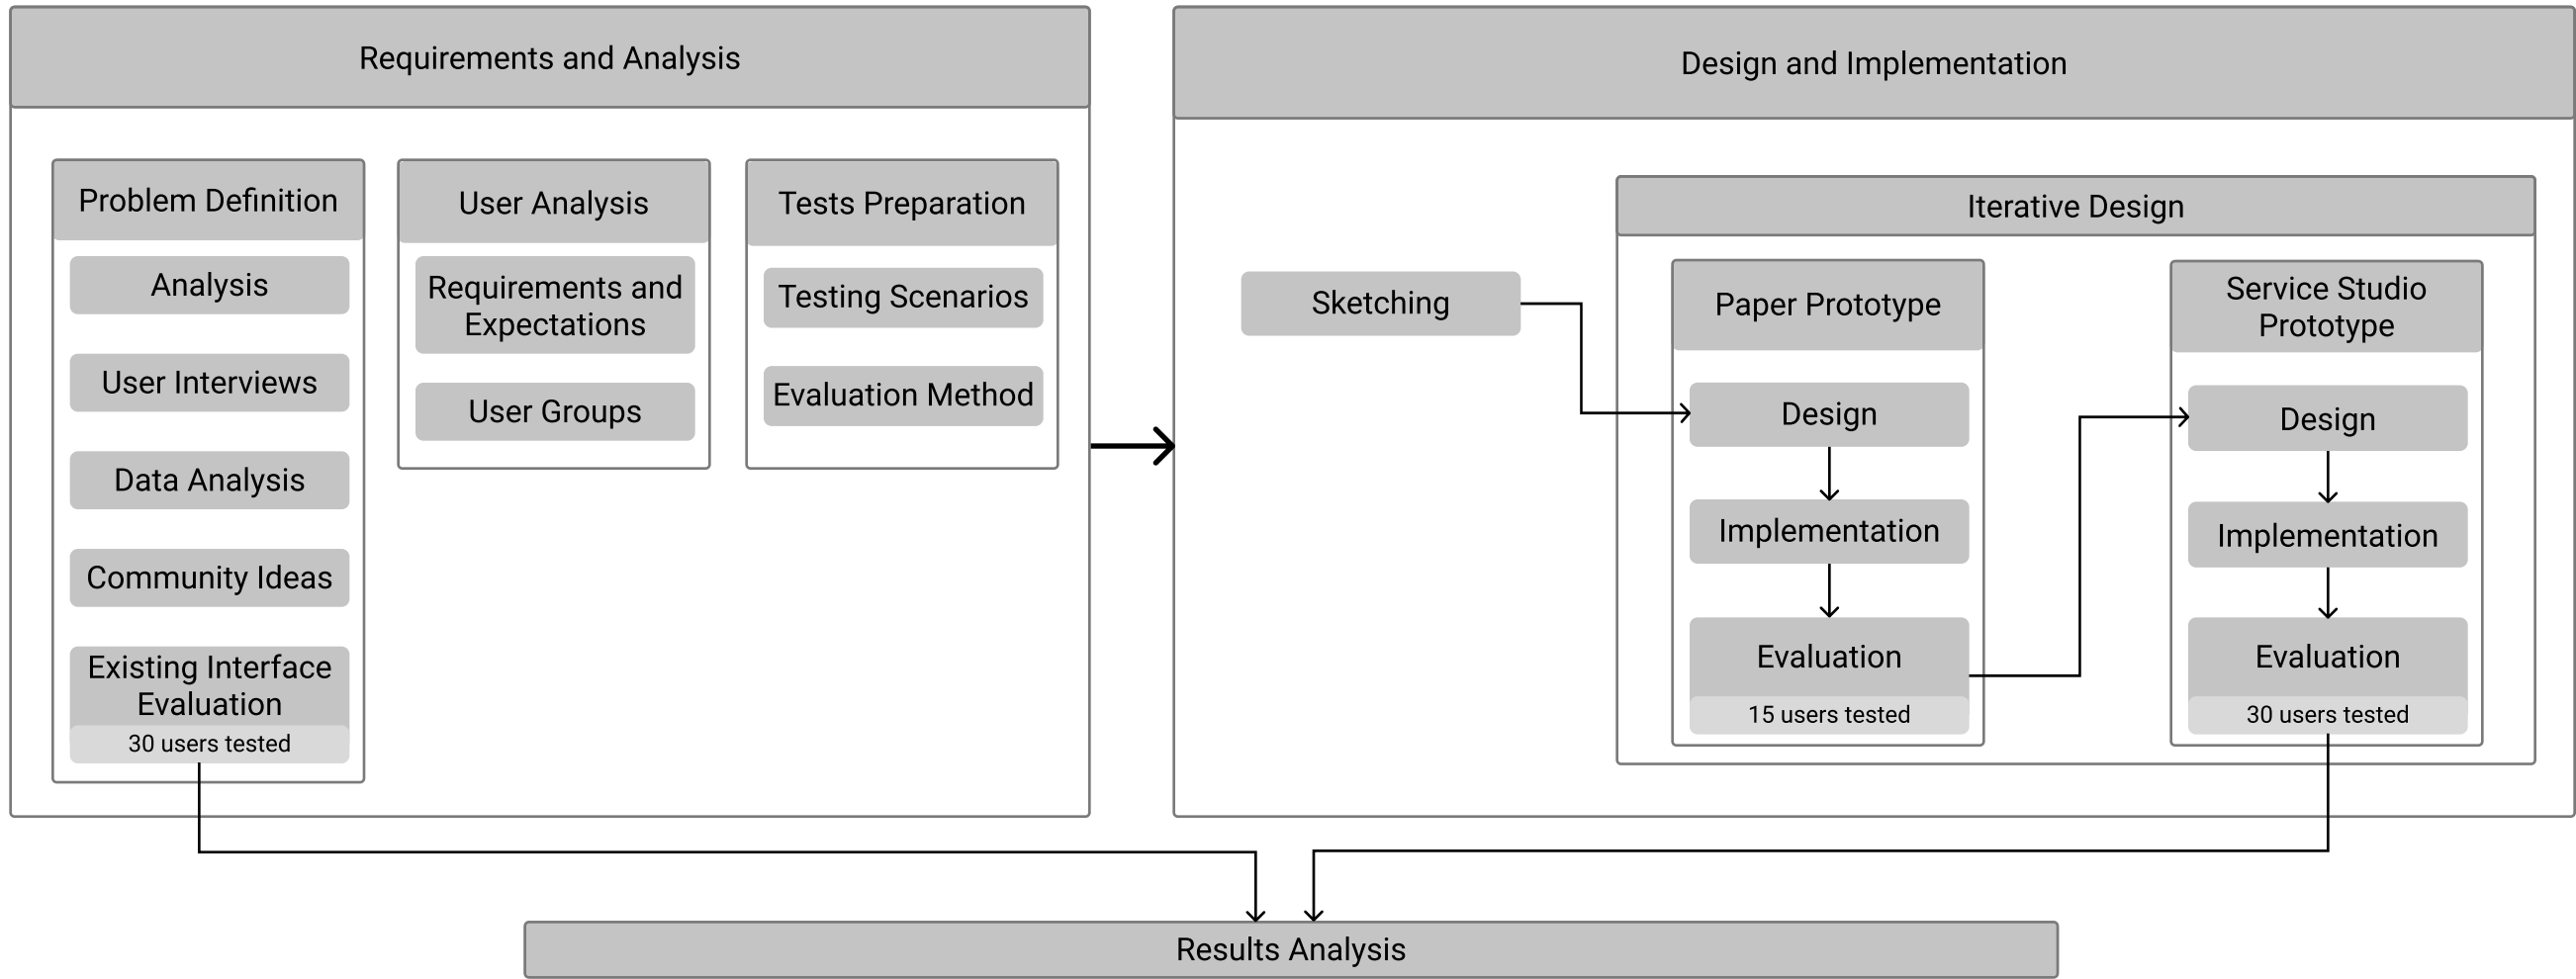 Requirements and Analysis
Problem Definition
Analysis
User Interviews
Data Analysis
Community Ideas
Existing Interface
Evaluation
30 users tested
User Analysis
Requirements and
Expectations
User Groups
Tests Preparation
Testing Scenarios
Evaluation Method
Design and Implementation
Sketching
Iterative Design
Paper Prototype
Design
Implementation
Evaluation
15 users tested
Service Studio
Prototype
Design
Implementation
Evaluation
30 users tested
Results Analysis